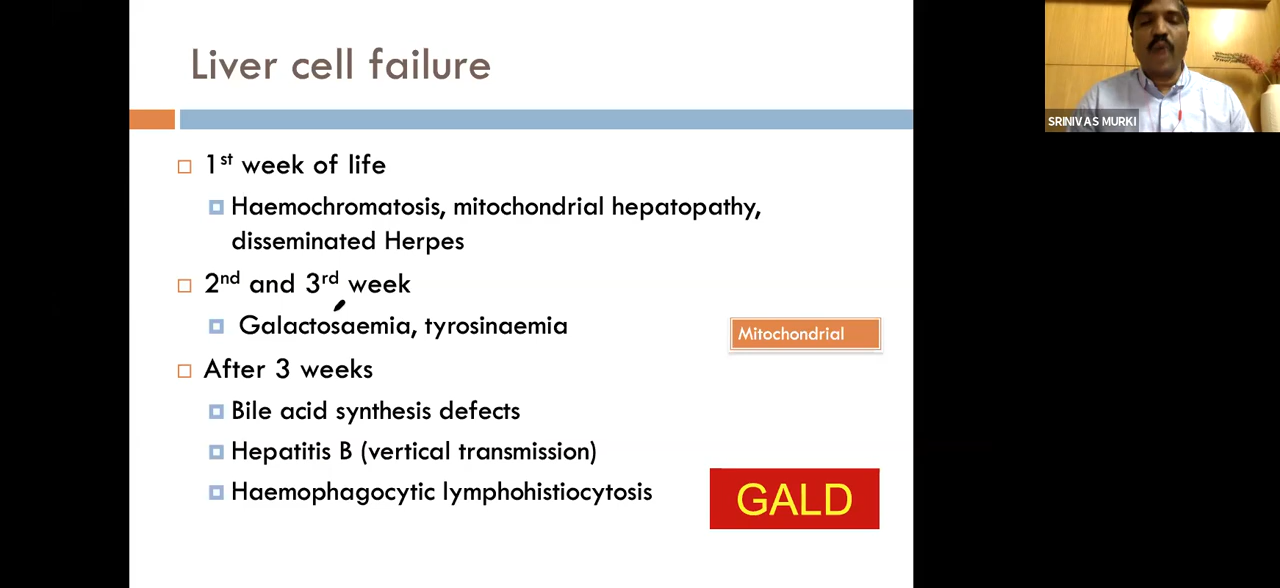 Liver cell failure
SRINIVAS MURKI
1st week of life
Haemochromatosis, mitochondrial hepatopathy,
disseminated Herpes
2nd and 3rd week
Galactosaemia, tyrosinaemia
Mitochondrial
After 3 weeks
Bile acid synthesis defects
Hepatitis B (vertical transmission)
Haemophagocytic lymphohistiocytosis
GALD